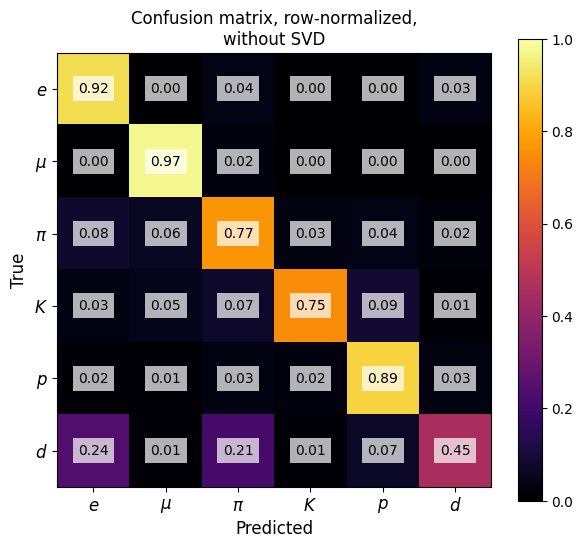 Confusion matrix, row-normalized,
without SVD
e 0.92 0.00 0.04 0.00 0.00 0.03
μ 0.00 0.97 0.02 0.00 0.00 0.00
π 0.08 0.06 0.77 0.03 0.04 0.02
K 0.03 0.05 0.07 0.75 0.09 0.01
p 0.02 0.01 0.03 0.02 0.89 0.03
d 0.24 0.01 0.21 0.01 0.07 0.45
e μ π K p d
Predicted
True
1.0
0.8
0.6
0.4
0.2
0.0